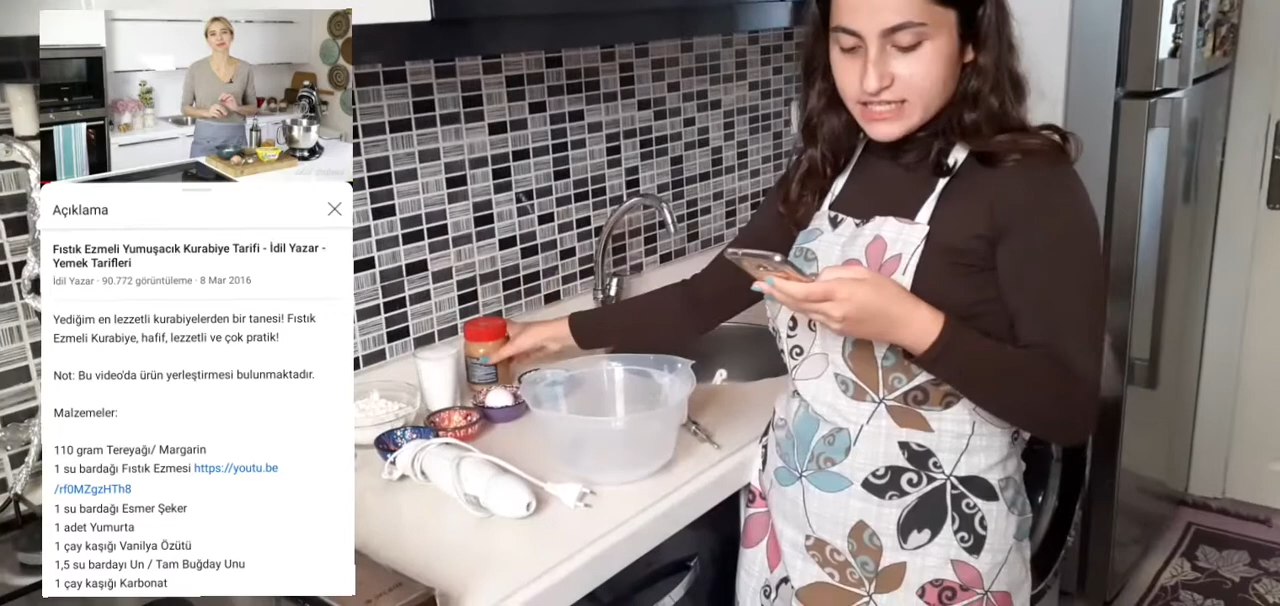 Açıklama
Fıstık Ezmeli Yumuşacık Kurabiye Tarifi - İdil Yazar -
Yemek Tarifleri
İdil Yazar · 90.772 görüntüleme · 8 Mar 2016
Yediğim en lezzetli kurabiyelerden bir tanesi! Fıstık
Ezmeli Kurabiye, hafif, lezzetli ve çok pratik!
Not: Bu video'da ürün yerleştirmesi bulunmaktadır.
Malzemeler:
110 gram Tereyağı/ Margarin
1 su bardağı Fıstık Ezmesi https://youtu.be
/rf0MZgzHTh8
1 su bardağı Esmer Şeker
1 adet Yumurta
1 çay kaşığı Vanilya Özütü
1,5 su bardayı Un / Tam Buğday Unu
1 çay kaşığı Karbonat